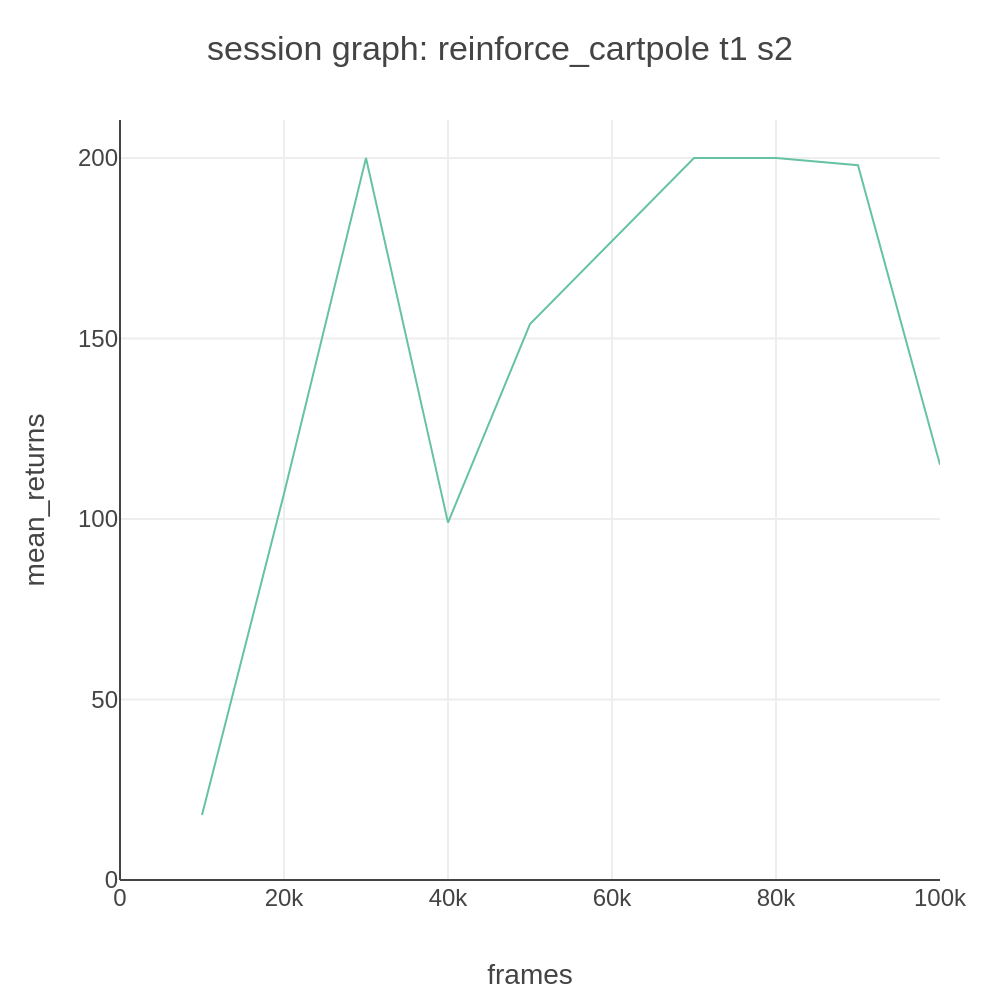 session graph: reinforce_cartpole t1 s2
mean_returns
200
150
100
50
0
0 20k 40k 60k 80k 100k
frames